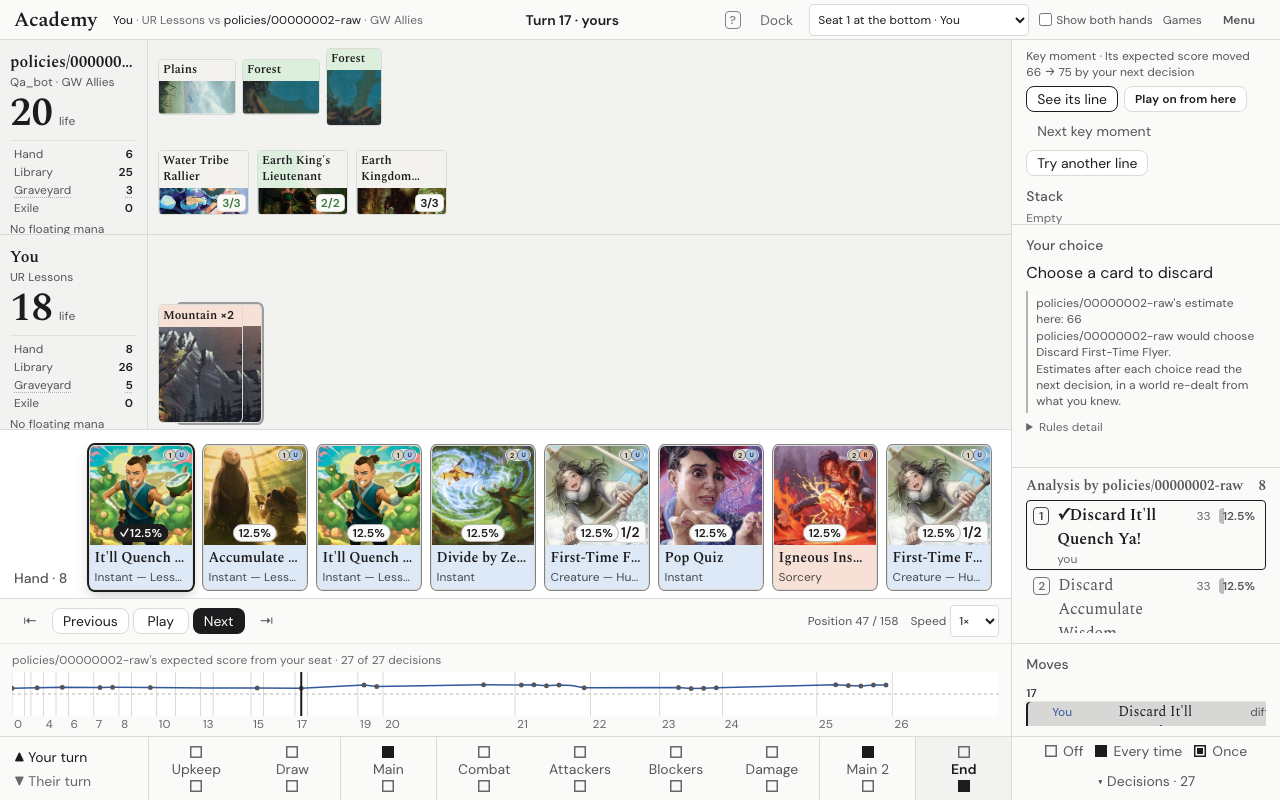 Academy
You · UR Lessons vs policies/00000002-raw · GW Allies
Turn 17 · yours
?
Dock
Seat 1 at the bottom · You
Show both hands
Games
Menu
policies/000000...
Qa_bot · GW Allies
20 life
Hand 6
Library 25
Graveyard 3
Exile 0
No floating mana
Plains
Forest
Forest
Water Tribe Rallier
3/3
Earth King's Lieutenant
2/2
Earth Kingdom...
3/3
You
UR Lessons
18 life
Hand 8
Library 26
Graveyard 5
Exile 0
No floating mana
Mountain ×2
Hand · 8
1 U
✓12.5%
It'll Quench ...
Instant — Less...
1 U
12.5%
Accumulate ...
Instant — Less...
1 U
12.5%
It'll Quench ...
Instant — Less...
2 U
12.5%
Divide by Ze...
Instant
1 U
12.5% 1/2
First-Time F...
Creature — Hu...
2 U
12.5%
Pop Quiz
Instant
2 R
12.5%
Igneous Ins...
Sorcery
1 U
12.5% 1/2
First-Time F...
Creature — Hu...
⇤
Previous
Play
Next
⇥
Position 47 / 158
Speed
1×
policies/00000002-raw's expected score from your seat · 27 of 27 decisions
0 4 6 7 8 10 13 15 17 19 20 21 22 23 24 25 26
▲ Your turn
▼ Their turn
Upkeep
Draw
Main
Combat
Attackers
Blockers
Damage
Main 2
End
Key moment · Its expected score moved
66 → 75 by your next decision
See its line
Play on from here
Next key moment
Try another line
Stack
Empty
Your choice
Choose a card to discard
policies/00000002-raw's estimate
here: 66
policies/00000002-raw would choose
Discard First-Time Flyer.
Estimates after each choice read the
next decision, in a world re-dealt from
what you knew.
▶ Rules detail
Analysis by policies/00000002-raw 8
1 ✓Discard It'll 33 12.5%
Quench Ya!
you
2 Discard 33 12.5%
Accumulate
Wisdom
Moves
17
You Discard It'll
Off
Every time
Once
Decisions · 27